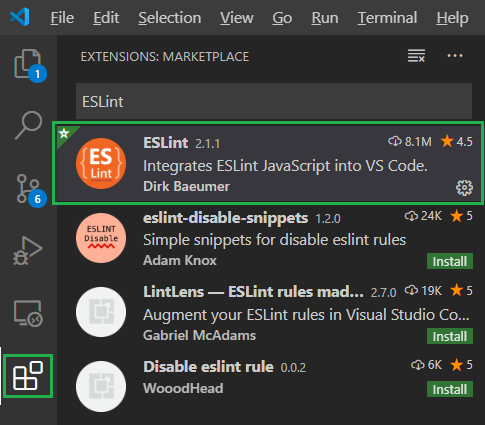 File Edit Selection View Go Run Terminal Help
EXTENSIONS: MARKETPLACE
1
ESLint
ES
Lint
ESLint 2.1.1 8.1M 4.5
Integrates ESLint JavaScript into VS Code.
Dirk Baeumer
6
ESLINT
Disable
eslint-disable-snippets 1.2.0 24K 5
Simple snippets for disable eslint rules
Adam Knox Install
LintLens — ESLint rules mad... 2.7.0 19K 5
Augment your ESLint rules in Visual Studio Co...
Gabriel McAdams Install
Disable eslint rule 0.0.2 6K 5
WooodHead Install